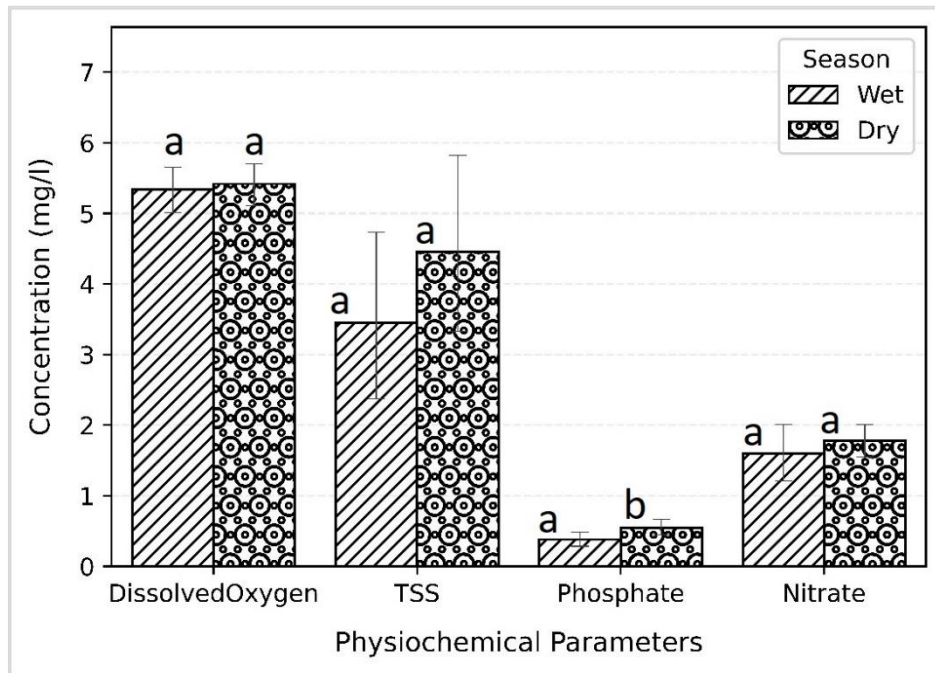 Concentration (mg/l)
7
6
5
4
3
2
1
0
Season
Wet
Dry
a a
a a
a b
a a
DissolvedOxygen TSS Phosphate Nitrate
Physiochemical Parameters